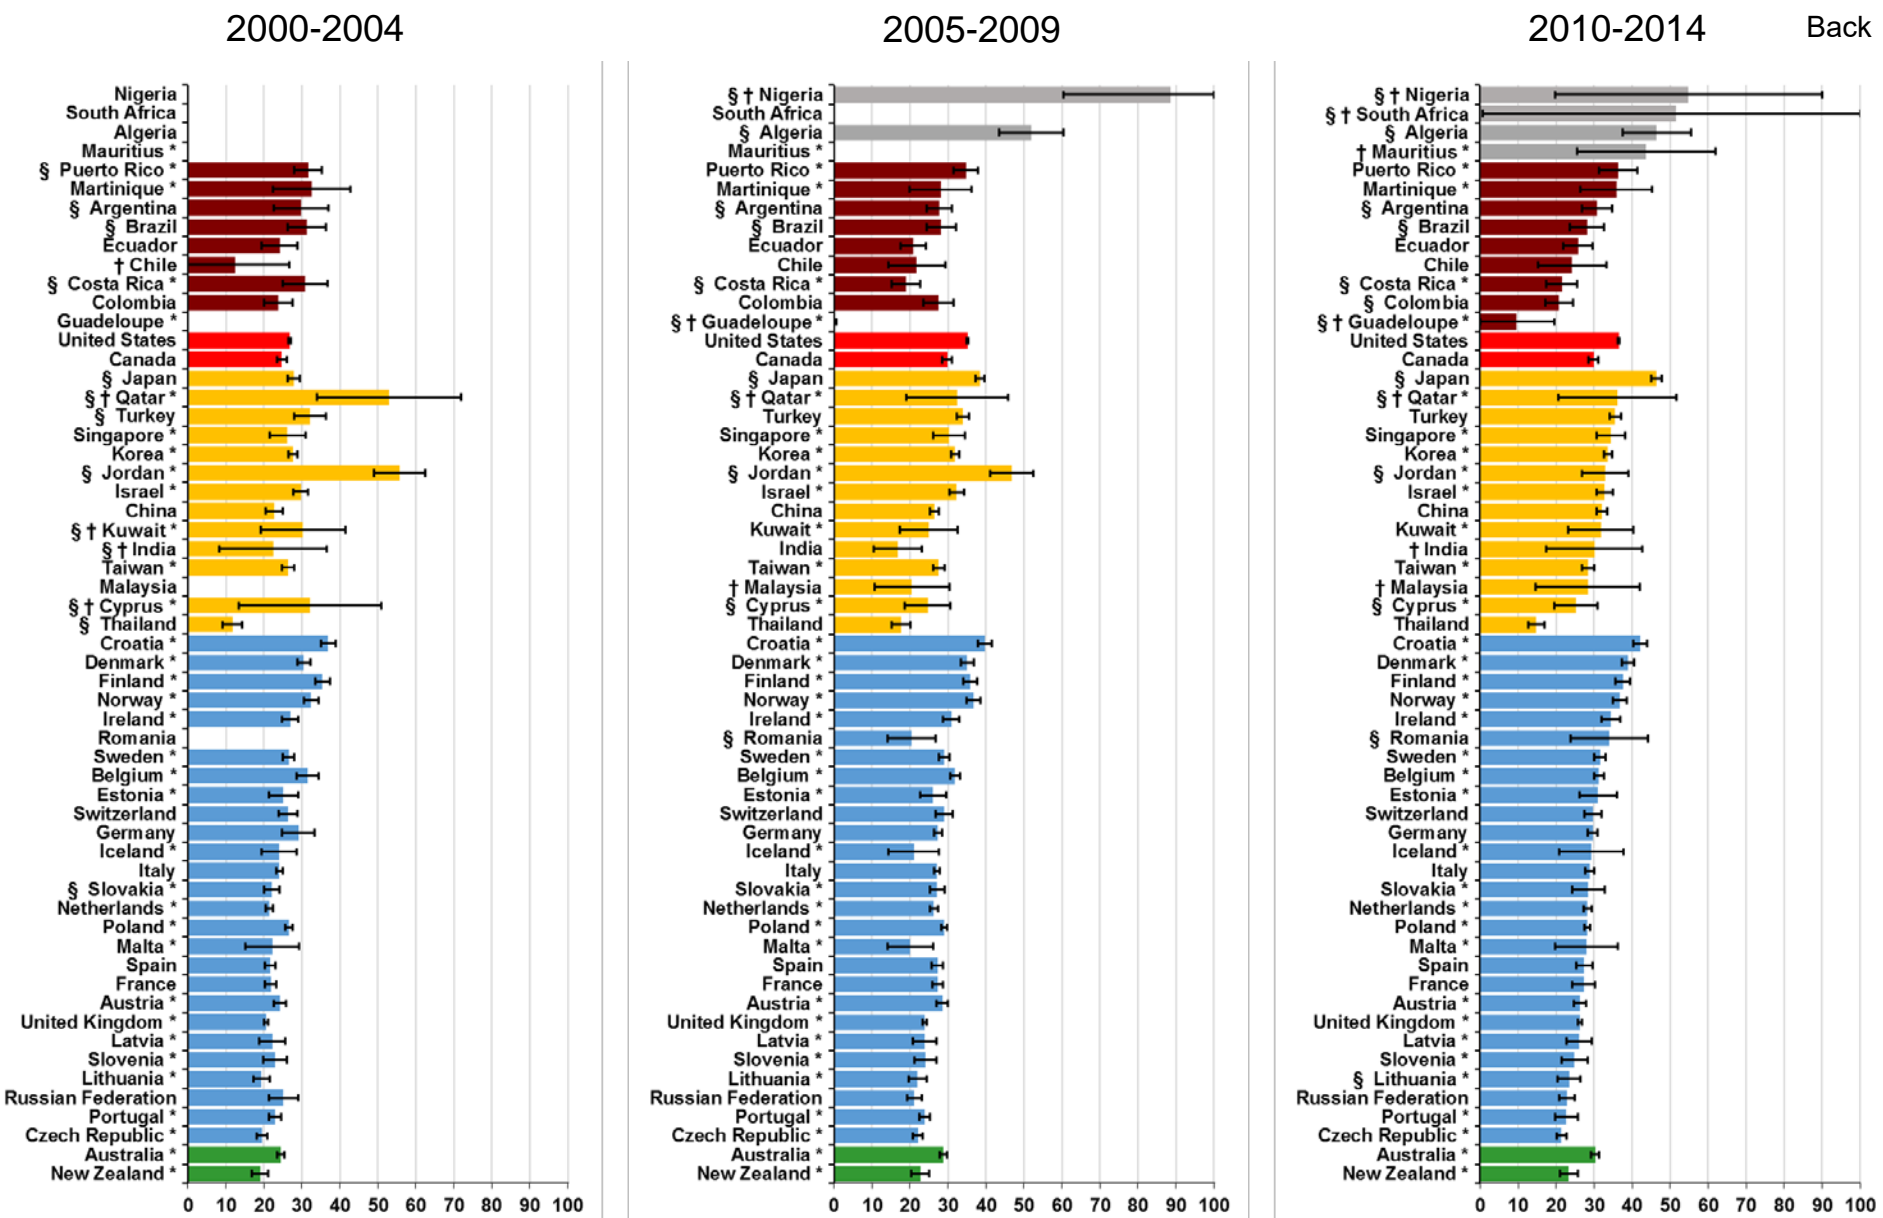 2000-2004
Nigeria
South Africa
Algeria
Mauritius *
§ Puerto Rico *
Martinique *
§ Argentina
§ Brazil
Ecuador
† Chile
§ Costa Rica *
Colombia
Guadeloupe *
United States
Canada
§ Japan
§ † Qatar *
§ Turkey
Singapore *
Korea *
§ Jordan *
Israel *
China
§ † Kuwait *
§ † India
Taiwan *
Malaysia
§ † Cyprus *
§ Thailand
Croatia *
Denmark *
Finland *
Norway *
Ireland *
Romania
Sweden *
Belgium *
Estonia *
Switzerland
Germany
Iceland *
Italy
§ Slovakia *
Netherlands *
Poland *
Malta *
Spain
France
Austria *
United Kingdom *
Latvia *
Slovenia *
Lithuania *
Russian Federation
Portugal *
Czech Republic *
Australia *
New Zealand *
0 10 20 30 40 50 60 70 80 90 100
2005-2009
§ † Nigeria
South Africa
§ Algeria
Mauritius *
Puerto Rico *
Martinique *
§ Argentina
§ Brazil
Ecuador
Chile
§ Costa Rica *
Colombia
§ † Guadeloupe *
United States
Canada
§ Japan
§ † Qatar *
Turkey
Singapore *
Korea *
§ Jordan *
Israel *
China
Kuwait *
India
Taiwan *
† Malaysia
§ Cyprus *
Thailand
Croatia *
Denmark *
Finland *
Norway *
Ireland *
§ Romania
Sweden *
Belgium *
Estonia *
Switzerland
Germany
Iceland *
Italy
Slovakia *
Netherlands *
Poland *
Malta *
Spain
France
Austria *
United Kingdom *
Latvia *
Slovenia *
Lithuania *
Russian Federation
Portugal *
Czech Republic *
Australia *
New Zealand *
0 10 20 30 40 50 60 70 80 90 100
2010-2014
Back
§ † Nigeria
§ † South Africa
§ Algeria
† Mauritius *
Puerto Rico *
Martinique *
§ Argentina
§ Brazil
Ecuador
Chile
§ Costa Rica *
§ Colombia
§ † Guadeloupe *
United States
Canada
§ Japan
§ † Qatar *
Turkey
Singapore *
Korea *
§ Jordan *
Israel *
China
Kuwait *
† India
Taiwan *
† Malaysia
§ Cyprus *
Thailand
Croatia *
Denmark *
Finland *
Norway *
Ireland *
§ Romania
Sweden *
Belgium *
Estonia *
Switzerland
Germany
Iceland *
Italy
Slovakia *
Netherlands *
Poland *
Malta *
Spain
France
Austria *
United Kingdom *
Latvia *
Slovenia *
§ Lithuania *
Russian Federation
Portugal *
Czech Republic *
Australia *
New Zealand *
0 10 20 30 40 50 60 70 80 90 100